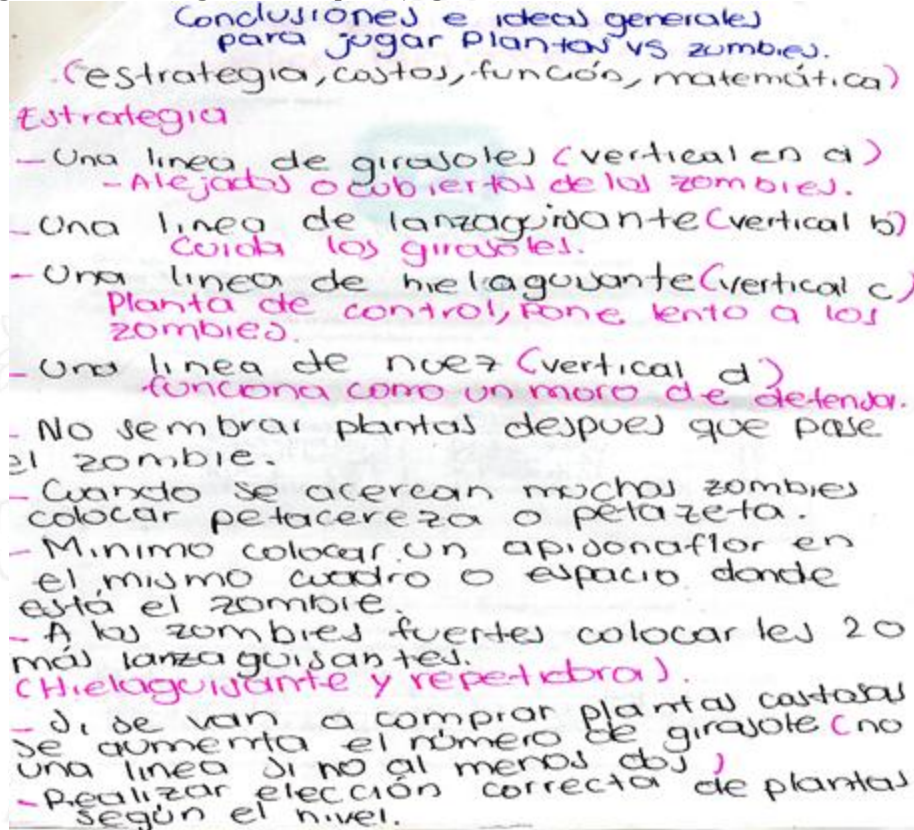 Conclusiones e ideas generales
para jugar Plantas vs zombies.
(estrategia, costos, función, matemática)
Estrategia
- Una linea de girasoles (vertical en a)
- Alejados o cubiertos de los zombies.
- Una linea de lanzaguisante (vertical b)
Cuida los girasoles.
- Una linea de hielaguisante (vertical c)
Planta de control, pone lento a los
zombies.
- Una linea de nuez (vertical d)
funciona como un muro de defensa.
- No sembrar plantas despues que pase
el zombie.
- Cuando se acercan muchos zombies
colocar petacereza o petazeta.
- Minimo colocar un apisonaflor en
el mismo cuadro o espacio donde
está el zombie.
- A los zombies fuertes colocarles 2 o
más lanzaguisantes.
(Hielaguisante y repetidora).
- Si se van a comprar plantas costosas
se aumenta el número de girasole (no
una linea si no al menos dos)
- Realizar elección correcta de plantas
según el nivel.